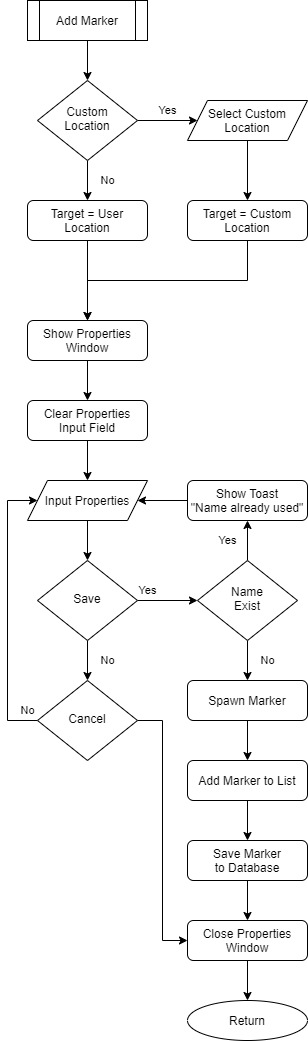 Add Marker
Custom
Location
Yes
Select Custom
Location
No
Target = User
Location
Target = Custom
Location
Show Properties
Window
Clear Properties
Input Field
Input Properties
Show Toast
"Name already used"
Yes
Save
Yes
Name
Exist
No
No
No
Cancel
Spawn Marker
Add Marker to List
Save Marker
to Database
Close Properties
Window
Return